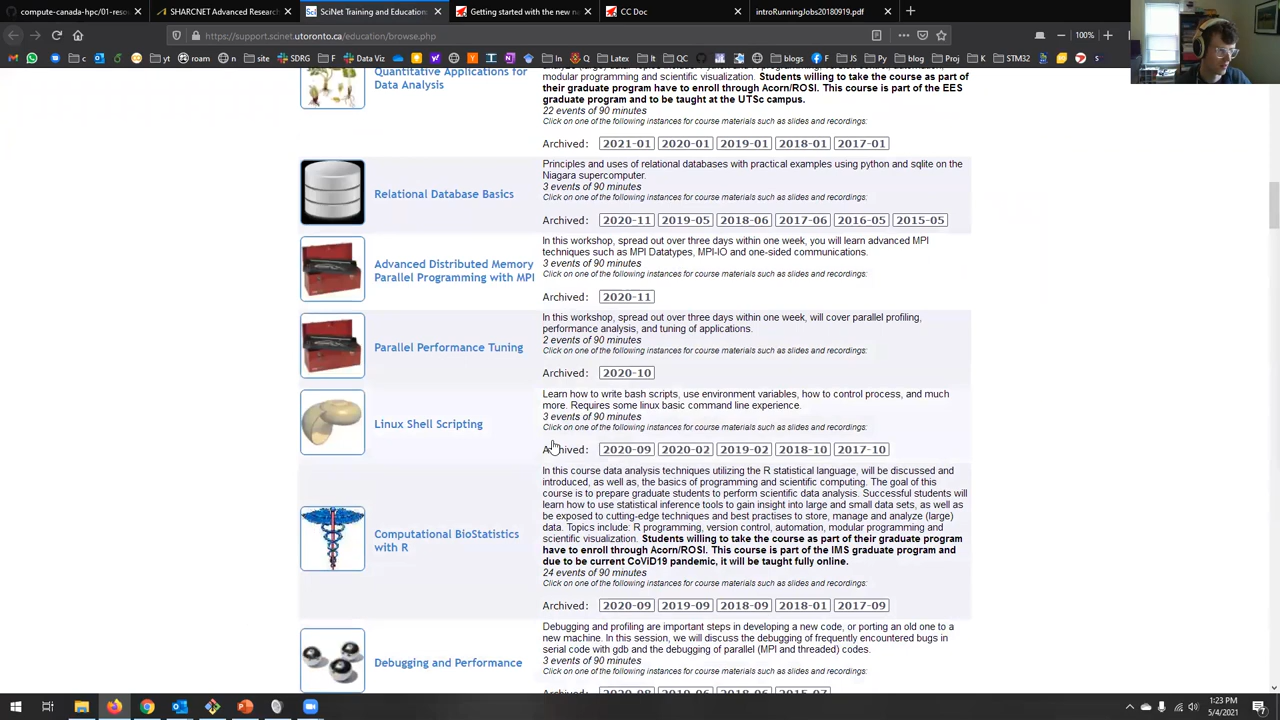 compute-canada-hpc/01-resou
SHARCNET Advanced Research
SciNet Training and Education
Getting started with the new n
CC Doc
introRunningJobs20180919.pdf
https://support.scinet.utoronto.ca/education/browse.php
100%
c
yt
roam
site
SDRG
F
Data Viz
In
QC
blogs
F
JS
Py
blog
Proj
K
STM32
Quantitative Applications for
Data Analysis
modular programming and scientific visualization. Students willing to take the course as part of
their graduate program have to enroll through Acorn/ROSI. This course is part of the EES
graduate program and to be taught at the UTSc campus.
22 events of 90 minutes
Click on one of the following instances for course materials such as slides and recordings:
Archived: 2021-01 2020-01 2019-01 2018-01 2017-01
Relational Database Basics
Principles and uses of relational databases with practical examples using python and sqlite on the
Niagara supercomputer.
3 events of 90 minutes
Click on one of the following instances for course materials such as slides and recordings:
Archived: 2020-11 2019-05 2018-06 2017-06 2016-05 2015-05
Advanced Distributed Memory
Parallel Programming with MPI
In this workshop, spread out over three days within one week, you will learn advanced MPI
techniques such as MPI Datatypes, MPI-IO and one-sided communications.
3 events of 90 minutes
Click on one of the following instances for course materials such as slides and recordings:
Archived: 2020-11
Parallel Performance Tuning
In this workshop, spread out over three days within one week, will cover parallel profiling,
performance analysis, and tuning of applications.
2 events of 90 minutes
Click on one of the following instances for course materials such as slides and recordings:
Archived: 2020-10
Linux Shell Scripting
Learn how to write bash scripts, use environment variables, how to control process, and much
more. Requires some linux basic command line experience.
3 events of 90 minutes
Click on one of the following instances for course materials such as slides and recordings:
Archived: 2020-09 2020-02 2019-02 2018-10 2017-10
Computational BioStatistics
with R
In this course data analysis techniques utilizing the R statistical language, will be discussed and
introduced, as well as, the basics of programming and scientific computing. The goal of this
course is to prepare graduate students to perform scientific data analysis. Successful students will
learn how to use statistical inference tools to gain insight into large and small data sets, as well as
be exposed to cutting-edge techniques and best practises to store, manage and analyze (large)
data. Topics include: R programming, version control, automation, modular programming and
scientific visualization. Students willing to take the course as part of their graduate program
have to enroll through Acorn/ROSI. This course is part of the IMS graduate program and
due to be current CoViD19 pandemic, it will be taught fully online.
24 events of 90 minutes
Click on one of the following instances for course materials such as slides and recordings:
Archived: 2020-09 2019-09 2018-09 2018-01 2017-09
Debugging and Performance
Debugging and profiling are important steps in developing a new code, or porting an old one to a
new machine. In this session, we will discuss the debugging of frequently encountered bugs in
serial code with gdb and the debugging of parallel (MPI and threaded) codes.
3 events of 90 minutes
Click on one of the following instances for course materials such as slides and recordings:
1:23 PM
5/4/2021